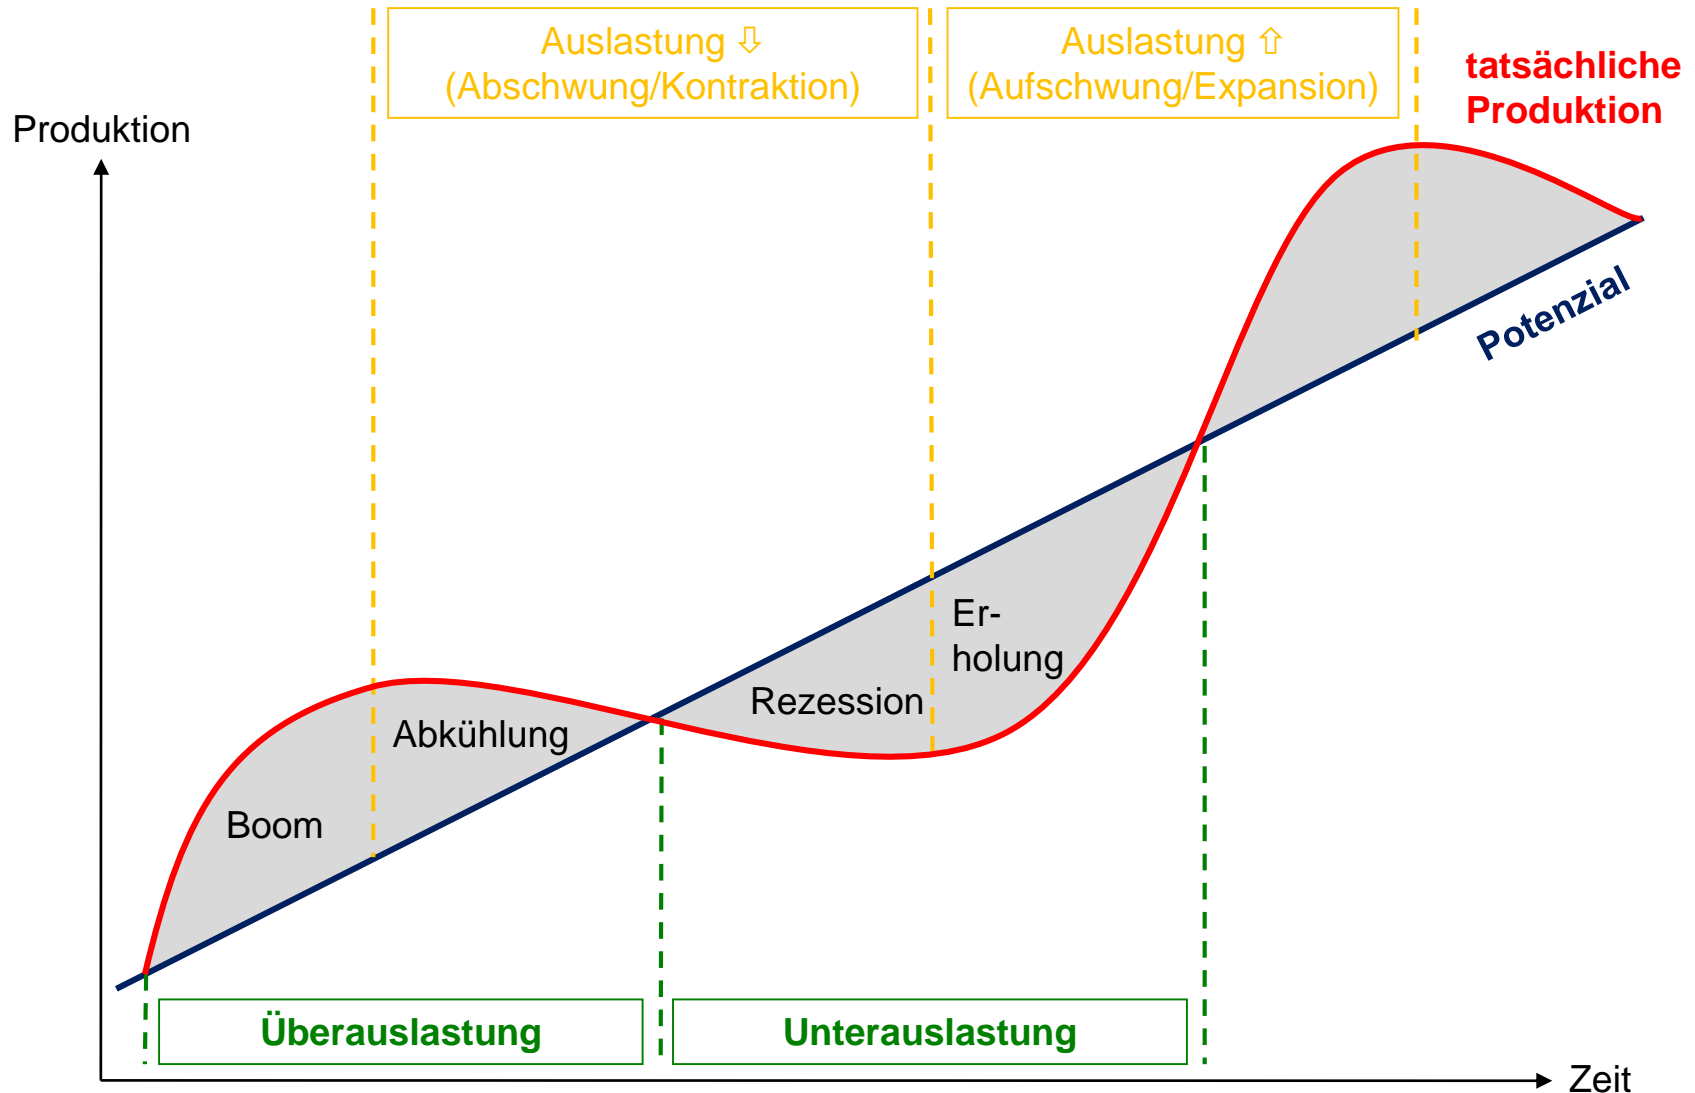 Auslastung ⇩
(Abschwung/Kontraktion)
Auslastung ⇧
(Aufschwung/Expansion)
tatsächliche
Produktion
Produktion
Potenzial
Er-
holung
Rezession
Abkühlung
Boom
Überauslastung
Unterauslastung
Zeit